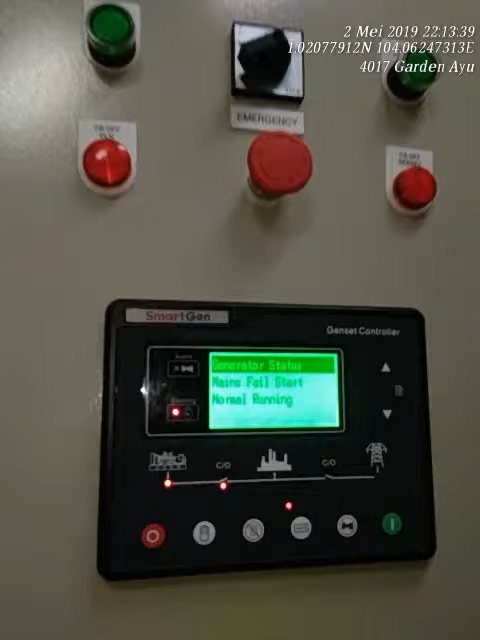 2 Mei 2019 22:13:39
1.02077912N 104.06247313E
4017 Garden Ayu
EMERGENCY
SmartGen
Genset Controller
Generator Status
Mains Fail Start
Normal Running
C/O
C/O